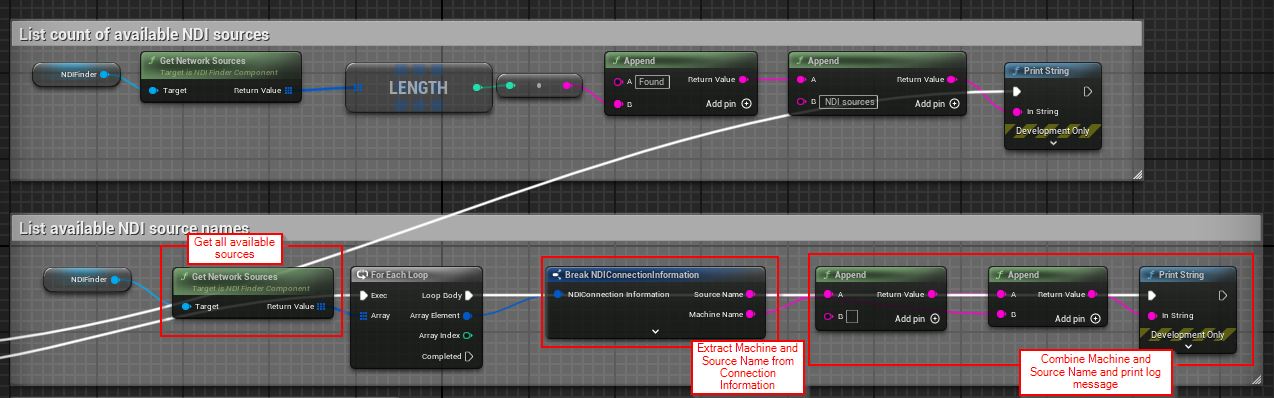 List count of available NDI sources
Get Network Sources
Target is NDI Finder Component
NDIFinder
Target
Return Value
LENGTH
Append
A
Found
Return Value
B
Add pin
Append
A
Return Value
B
NDI sources
Add pin
Print String
In String
Development Only
List available NDI source names
Get all available
sources
NDIFinder
Get Network Sources
Target is NDI Finder Component
Target
Return Value
For Each Loop
Exec
Loop Body
Array
Array Element
Array Index
Completed
Break NDIConnectionInformation
NDIConnection Information
Source Name
Machine Name
Extract Machine and
Source Name from
Connection
Information
Append
A
Return Value
B
Add pin
Append
A
Return Value
B
Add pin
Print String
In String
Development Only
Combine Machine and
Source Name and print log
message